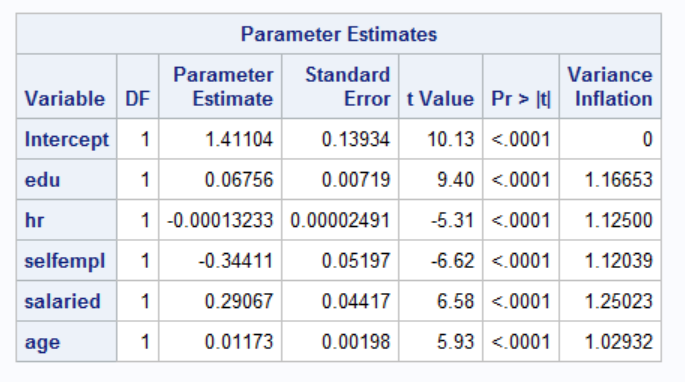 Parameter Estimates
Variable DF Parameter Estimate Standard Error t Value Pr > |t| Variance Inflation
Intercept 1 1.41104 0.13934 10.13 <.0001 0
edu 1 0.06756 0.00719 9.40 <.0001 1.16653
hr 1 -0.00013233 0.00002491 -5.31 <.0001 1.12500
selfempl 1 -0.34411 0.05197 -6.62 <.0001 1.12039
salaried 1 0.29067 0.04417 6.58 <.0001 1.25023
age 1 0.01173 0.00198 5.93 <.0001 1.02932